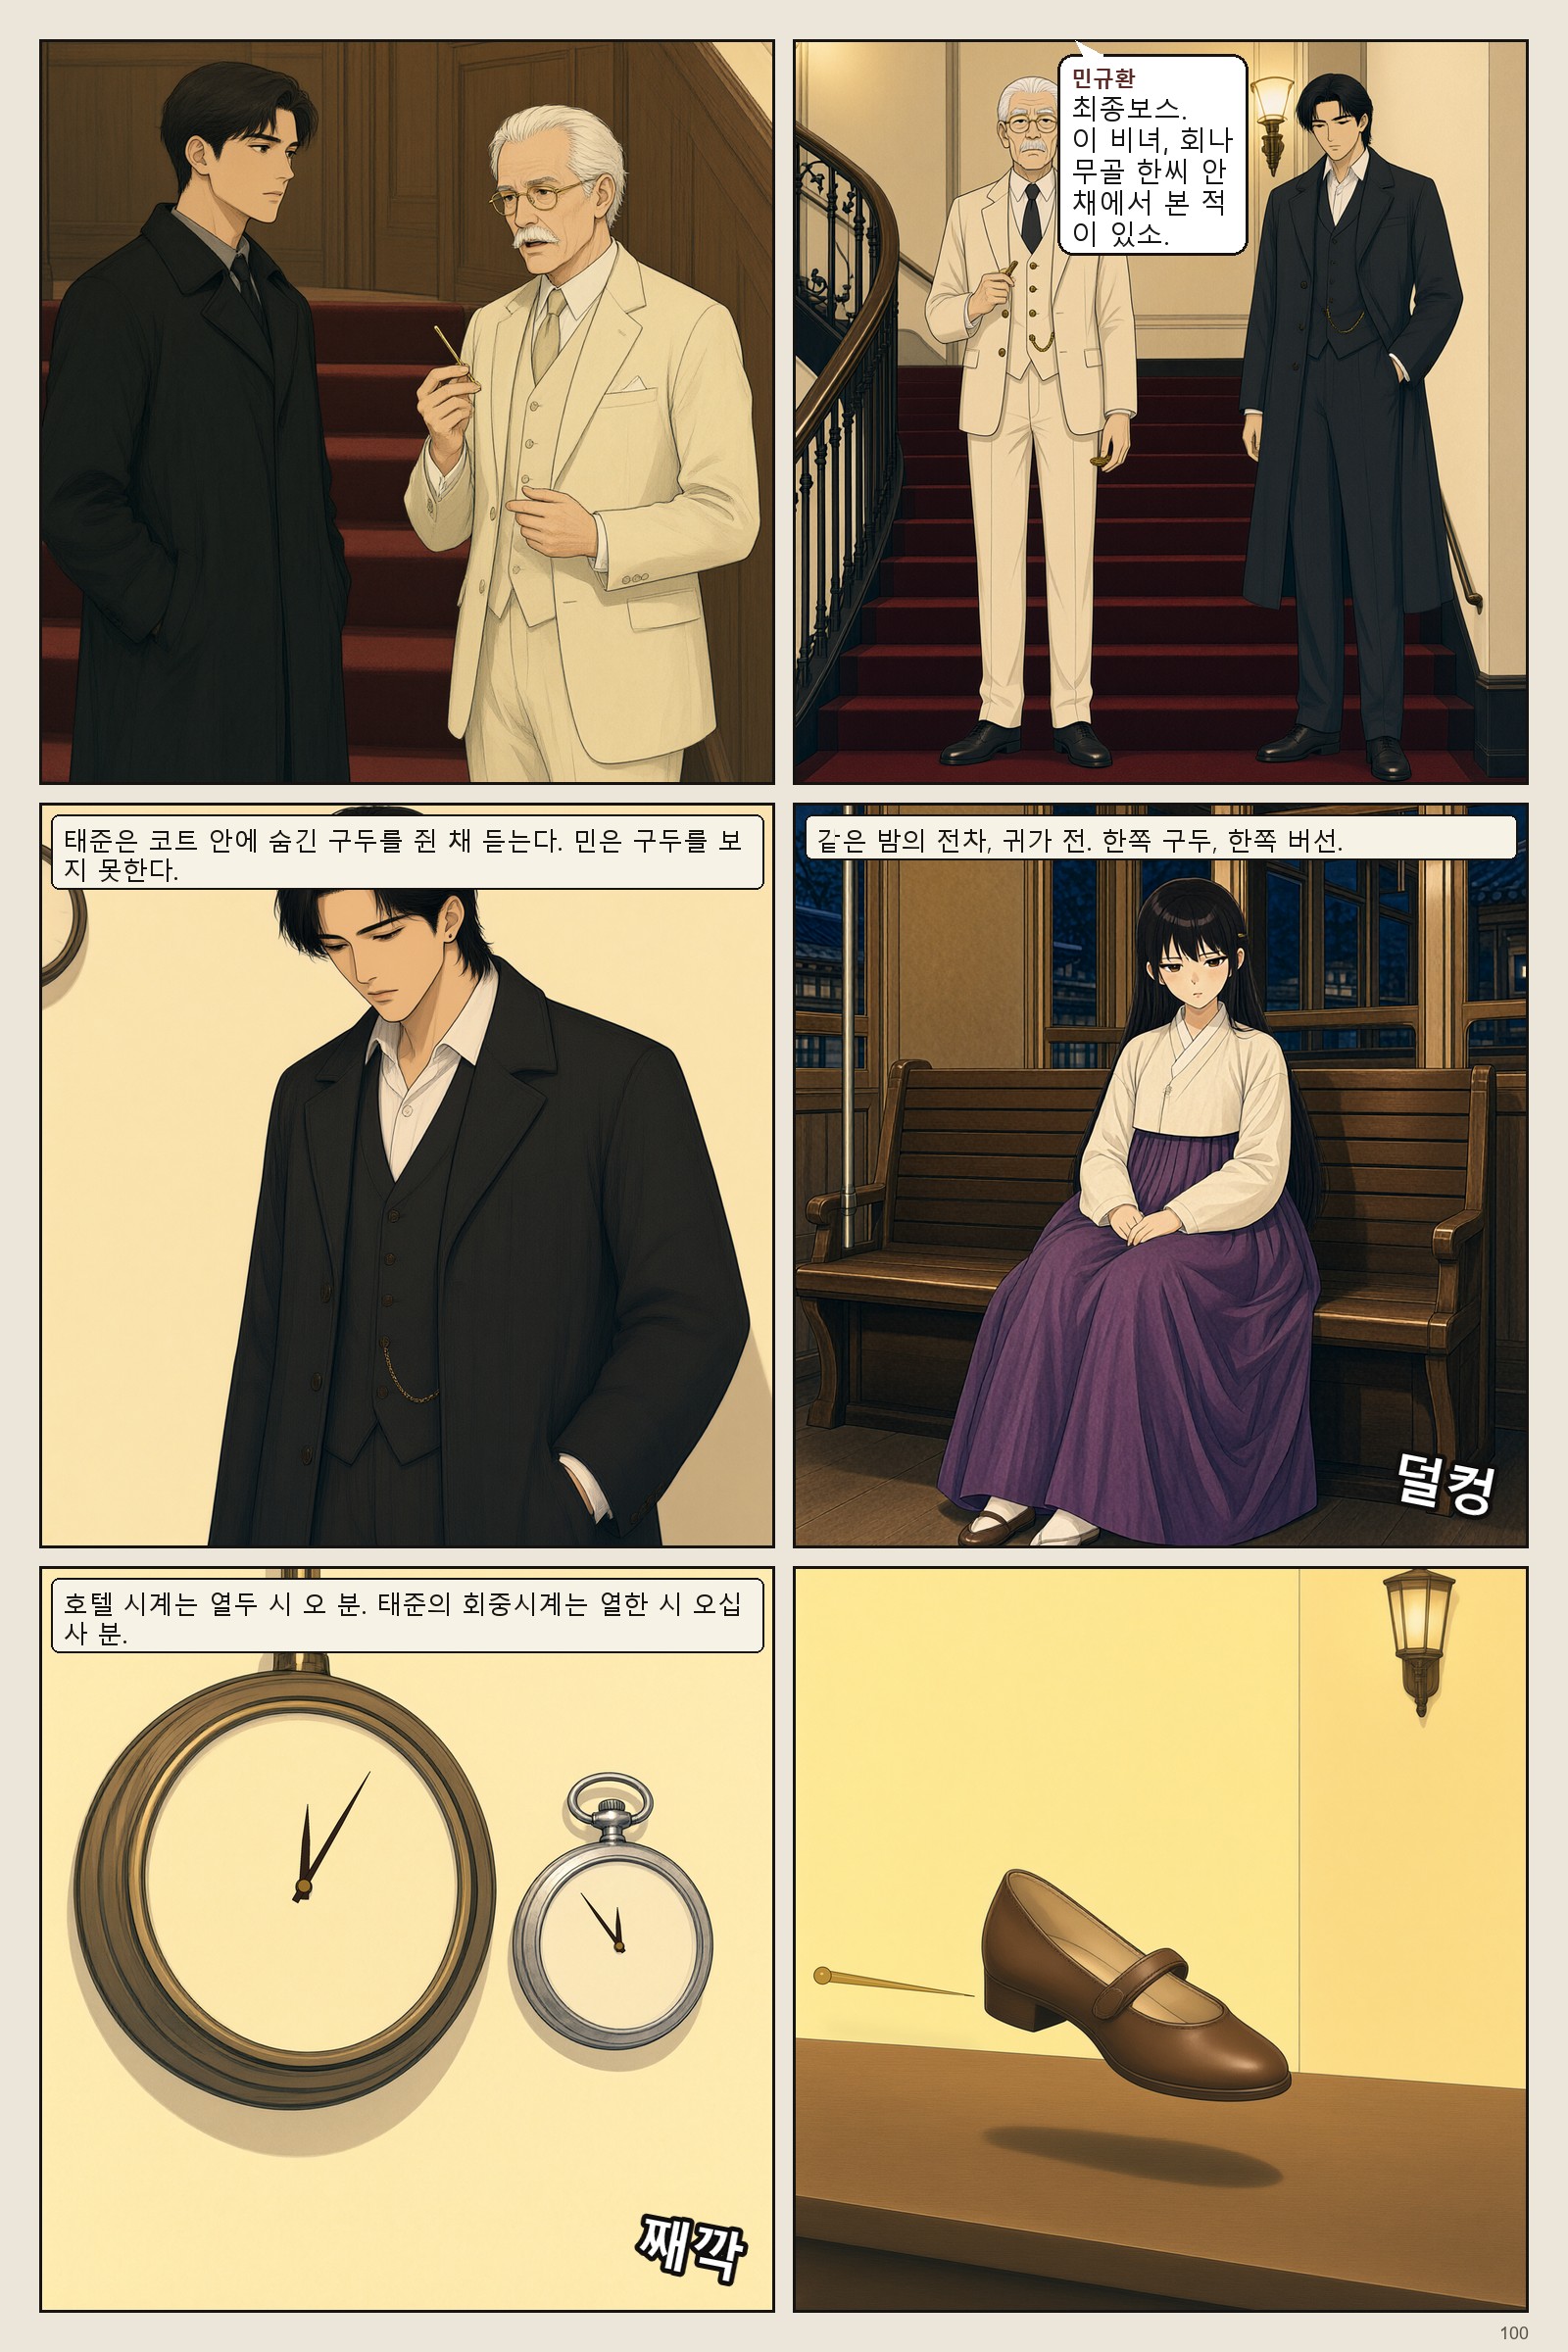 민규환
최종보스.
이 비녀, 회나
무골 한씨 안
채에서 본 적
이 있소.
태준은 코트 안에 숨긴 구두를 쥔 채 듣는다. 민은 구두를 보
지 못한다.
같은 밤의 전차, 귀가 전. 한쪽 구두, 한쪽 버선.
덜컹
호텔 시계는 열두 시 오 분. 태준의 회중시계는 열한 시 오십
사 분.
째깍
100